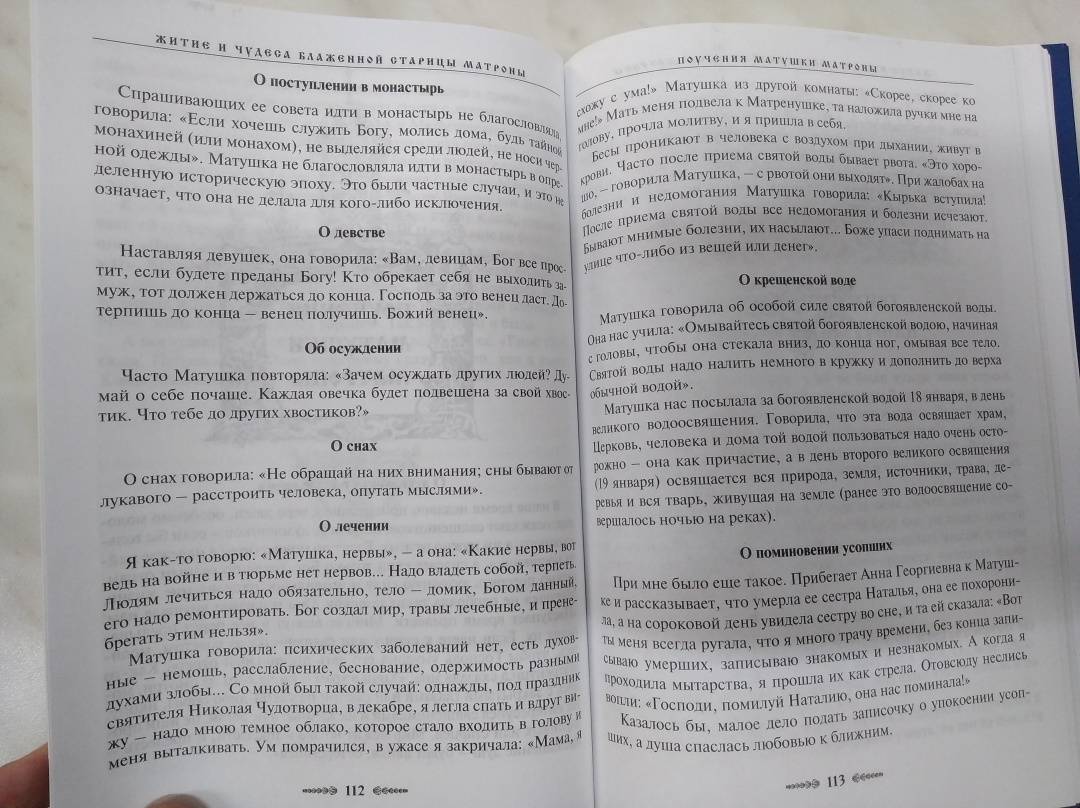 ЖИТИЕ И ЧУДЕСА БЛАЖЕННОЙ СТАРИЦЫ МАТРОНЫ
О поступлении в монастырь
Спрашивающих ее совета идти в монастырь не благословляла,
говорила: «Если хочешь служить Богу, молись дома, будь тайной
монахиней (или монахом), не выделяйся среди людей, не носи чер-
ной одежды». Матушка не благословляла идти в монастырь в опре-
деленную историческую эпоху. Это были частные случаи, и это не
означает, что она не делала для кого-либо исключения.
О девстве
Наставляя девушек, она говорила: «Вам, девицам, Бог все прос-
тит, если будете преданы Богу! Кто обрекает себя не выходить за-
муж, тот должен держаться до конца. Господь за это венец даст. До-
терпишь до конца — венец получишь. Божий венец».
Об осуждении
Часто Матушка повторяла: «Зачем осуждать других людей? Ду-
май о себе почаще. Каждая овечка будет подвешена за свой хвос-
тик. Что тебе до других хвостиков?»
О снах
О снах говорила: «Не обращай на них внимания; сны бывают от
лукавого — расстроить человека, опутать мыслями».
О лечении
Я как-то говорю: «Матушка, нервы», — а она: «Какие нервы, вот
ведь на войне и в тюрьме нет нервов... Надо владеть собой, терпеть.
Людям лечиться надо обязательно, тело — домик, Богом данный,
его надо ремонтировать. Бог создал мир, травы лечебные, и прене-
брегать этим нельзя».
Матушка говорила: психических заболеваний нет, есть духов-
ные — немощь, расслабление, беснование, одержимость разными
духами злобы... Со мной был такой случай: однажды, под праздник
святителя Николая Чудотворца, в декабре, я легла спать и вдруг ви-
жу — надо мною темное облако, которое стало входить в голову и
меня выталкивать. Ум помрачился, в ужасе я закричала: «Мама, я
112
ПОУЧЕНИЯ МАТУШКИ МАТРОНЫ
схожу с ума!» Матушка из другой комнаты: «Скорее, скорее ко
мне!» Мать меня подвела к Матренушке, та наложила ручки мне на
голову, прочла молитву, и я пришла в себя.
Бесы проникают в человека с воздухом при дыхании, живут в
крови. Часто после приема святой воды бывает рвота. «Это хоро-
шо, — говорила Матушка, — с рвотой они выходят». При жалобах на
болезни и недомогания Матушка говорила: «Кырька вступила!
После приема святой воды все недомогания и болезни исчезают.
Бывают мнимые болезни, их насылают... Боже упаси поднимать на
улице что-либо из вещей или денег».
О крещенской воде
Матушка говорила об особой силе святой богоявленской воды.
Она нас учила: «Омывайтесь святой богоявленской водою, начиная
с головы, чтобы она стекала вниз, до конца ног, омывая все тело.
Святой воды надо налить немного в кружку и дополнить до верха
обычной водой».
Матушка нас посылала за богоявленской водой 18 января, в день
великого водоосвящения. Говорила, что эта вода освящает храм,
Церковь, человека и дома той водой пользоваться надо очень осто-
рожно — она как причастие, а в день второго великого освящения
(19 января) освящается вся природа, земля, источники, трава, де-
ревья и вся тварь, живущая на земле (ранее это водоосвящение со-
вершалось ночью на реках).
О поминовении усопших
При мне было еще такое. Прибегает Анна Георгиевна к Матуш-
ке и рассказывает, что умерла ее сестра Наталья, она ее похорони-
ла, а на сороковой день увидела сестру во сне, и та ей сказала: «Вот
ты меня всегда ругала, что я много трачу времени, без конца запи-
сываю умерших, записываю знакомых и незнакомых. А когда я
проходила мытарства, я прошла их как стрела. Отовсюду неслись
вопли: «Господи, помилуй Наталию, она нас поминала!»
Казалось бы, малое дело подать записочку о упокоении усоп-
ших, а душа спаслась любовью к ближним.
113